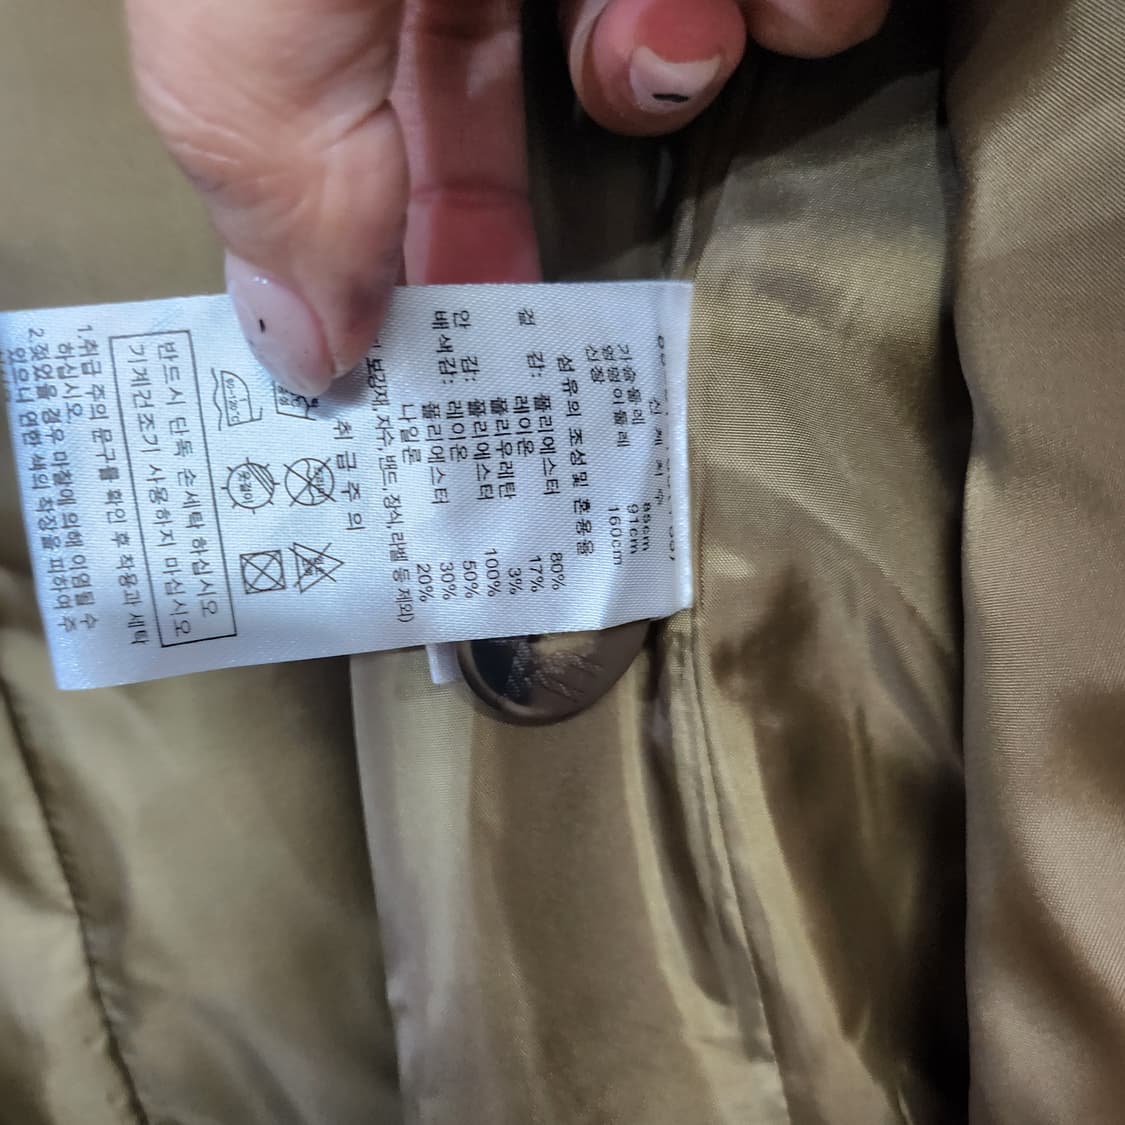 신체치수
가슴둘레 85cm
엉덩이둘레 91cm
신장 160cm
섬유의 조성및 혼용율
겉 감: 폴리에스터 80%
레이온 17%
폴리우레탄 3%
안 감: 폴리에스터 100%
레이온 50%
배색감: 폴리에스터 30%
나일론 20%
보강재,자수,밴드 장식,라벨 등 제외)
취급주의
반드시 단독 손세탁 하십시오
기계건조기 사용하지 마십시오
1.취급 주의 문구를 확인 후 착용과 세탁
하십시오.
2.젖었을 경우 마찰에 의해 이염될 수
있으니 연한 색의 착장을 피하여 주